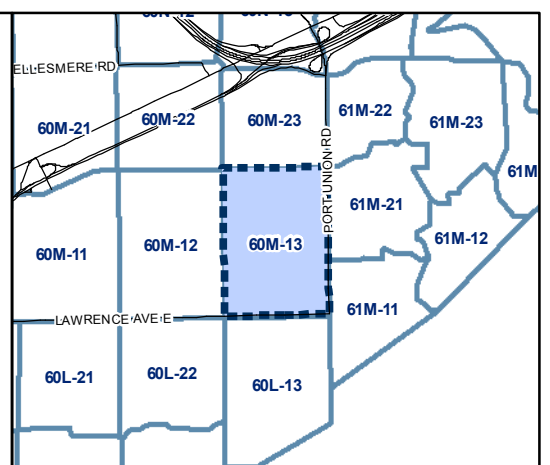 ELLESMERE RD
60M-21
60M-22
60M-23
61M-22
61M-23
61M
PORT UNION RD
60M-11
60M-12
60M-13
61M-21
61M-12
LAWRENCE AVE E
61M-11
60L-21
60L-22
60L-13